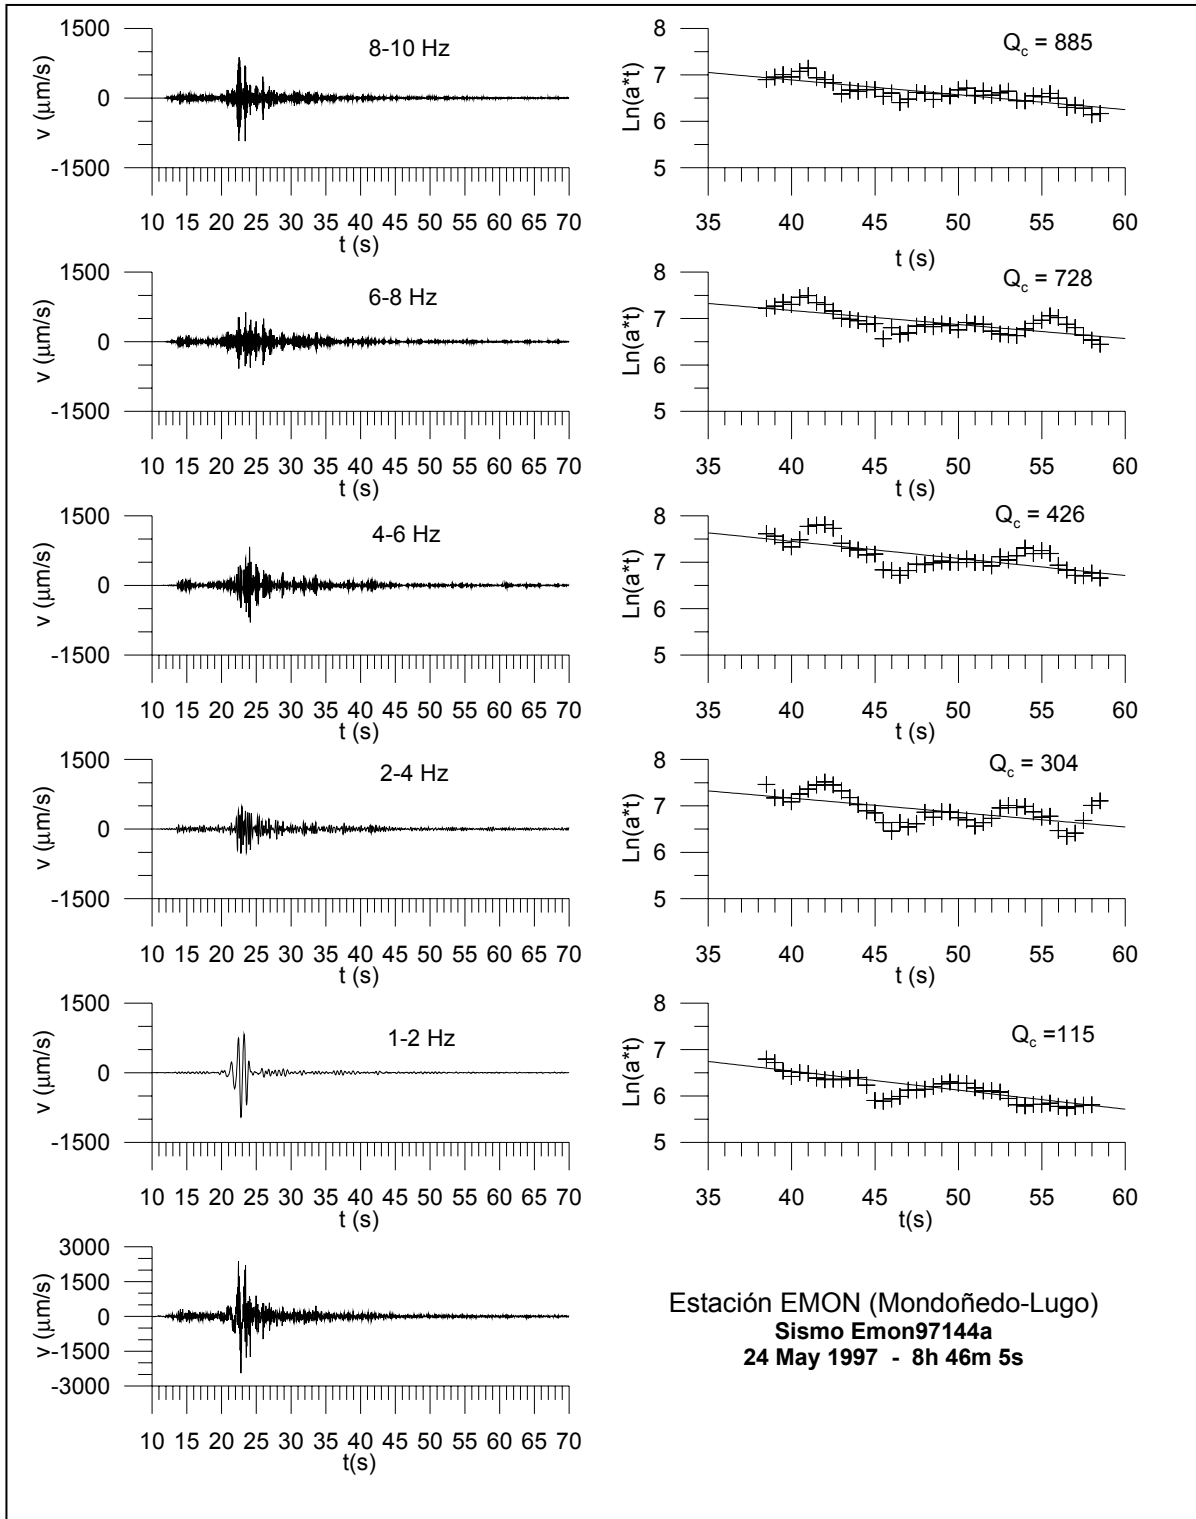 1500
0
-1500
v (μm/s)
8-10 Hz
10 15 20 25 30 35 40 45 50 55 60 65 70
t (s)
8
7
6
5
Ln(a*t)
Qc = 885
35 40 45 50 55 60
t (s)
1500
0
-1500
v (μm/s)
6-8 Hz
10 15 20 25 30 35 40 45 50 55 60 65 70
t (s)
8
7
6
5
Ln(a*t)
Qc = 728
35 40 45 50 55 60
t (s)
1500
0
-1500
v (μm/s)
4-6 Hz
10 15 20 25 30 35 40 45 50 55 60 65 70
t (s)
8
7
6
5
Ln(a*t)
Qc = 426
35 40 45 50 55 60
t (s)
1500
0
-1500
v (μm/s)
2-4 Hz
10 15 20 25 30 35 40 45 50 55 60 65 70
t (s)
8
7
6
5
Ln(a*t)
Qc = 304
35 40 45 50 55 60
t (s)
1500
0
-1500
v (μm/s)
1-2 Hz
10 15 20 25 30 35 40 45 50 55 60 65 70
t (s)
8
7
6
5
Ln(a*t)
Qc =115
35 40 45 50 55 60
t(s)
3000
1500
0
-1500
-3000
v (μm/s)
10 15 20 25 30 35 40 45 50 55 60 65 70
t(s)
Estación EMON (Mondoñedo-Lugo)
Sismo Emon97144a
24 May 1997 - 8h 46m 5s